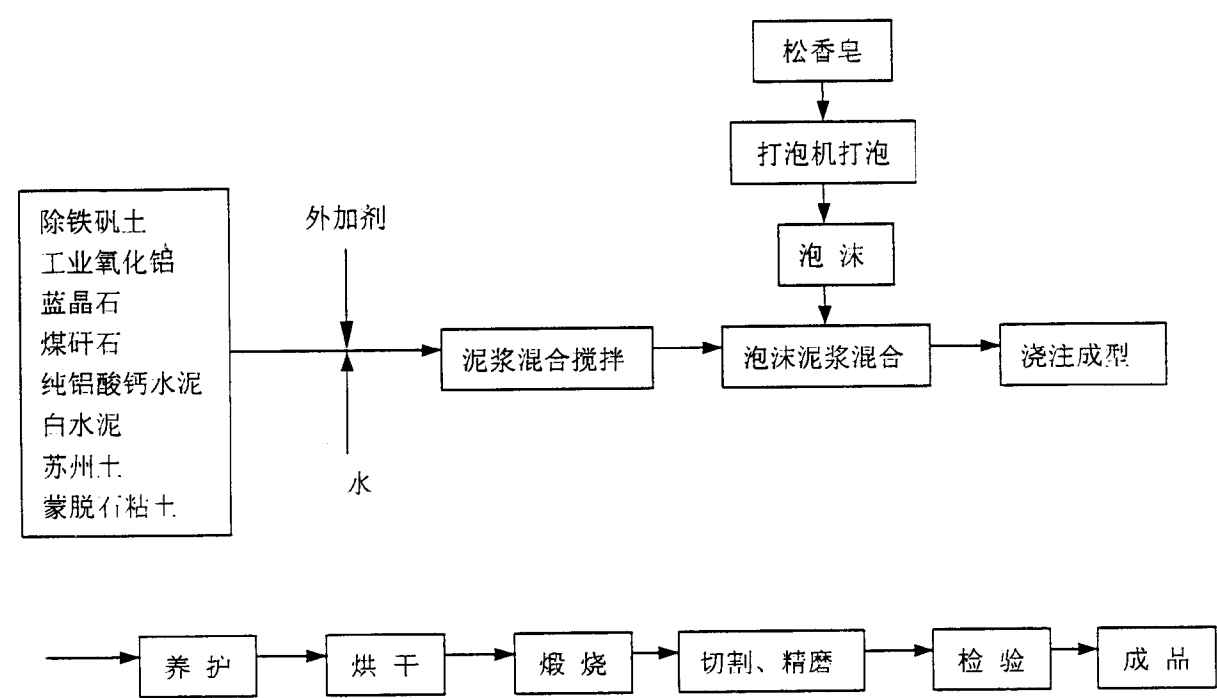 松香皂
打泡机打泡
泡沫
除铁矾土
工业氧化铝
蓝晶石
煤矸石
纯铝酸钙水泥
白水泥
苏州土
蒙脱石粘土
外加剂
水
泥浆混合搅拌
泡沫泥浆混合
浇注成型
养护
烘干
煅烧
切割、精磨
检验
成品